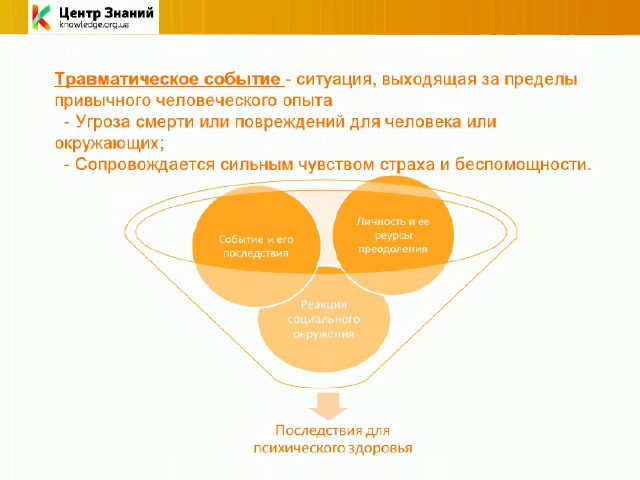 Центр Знаний
knowledge.org.ua
Травматическое событие - ситуация, выходящая за пределы
привычного человеческого опыта
- Угроза смерти или повреждений для человека или
окружающих;
- Сопровождается сильным чувством страха и беспомощности.
Событие и его
последствия
Личность и ее
реурсы
преодоления
Реакция
социального
окружения
Последствия для
психического здоровья